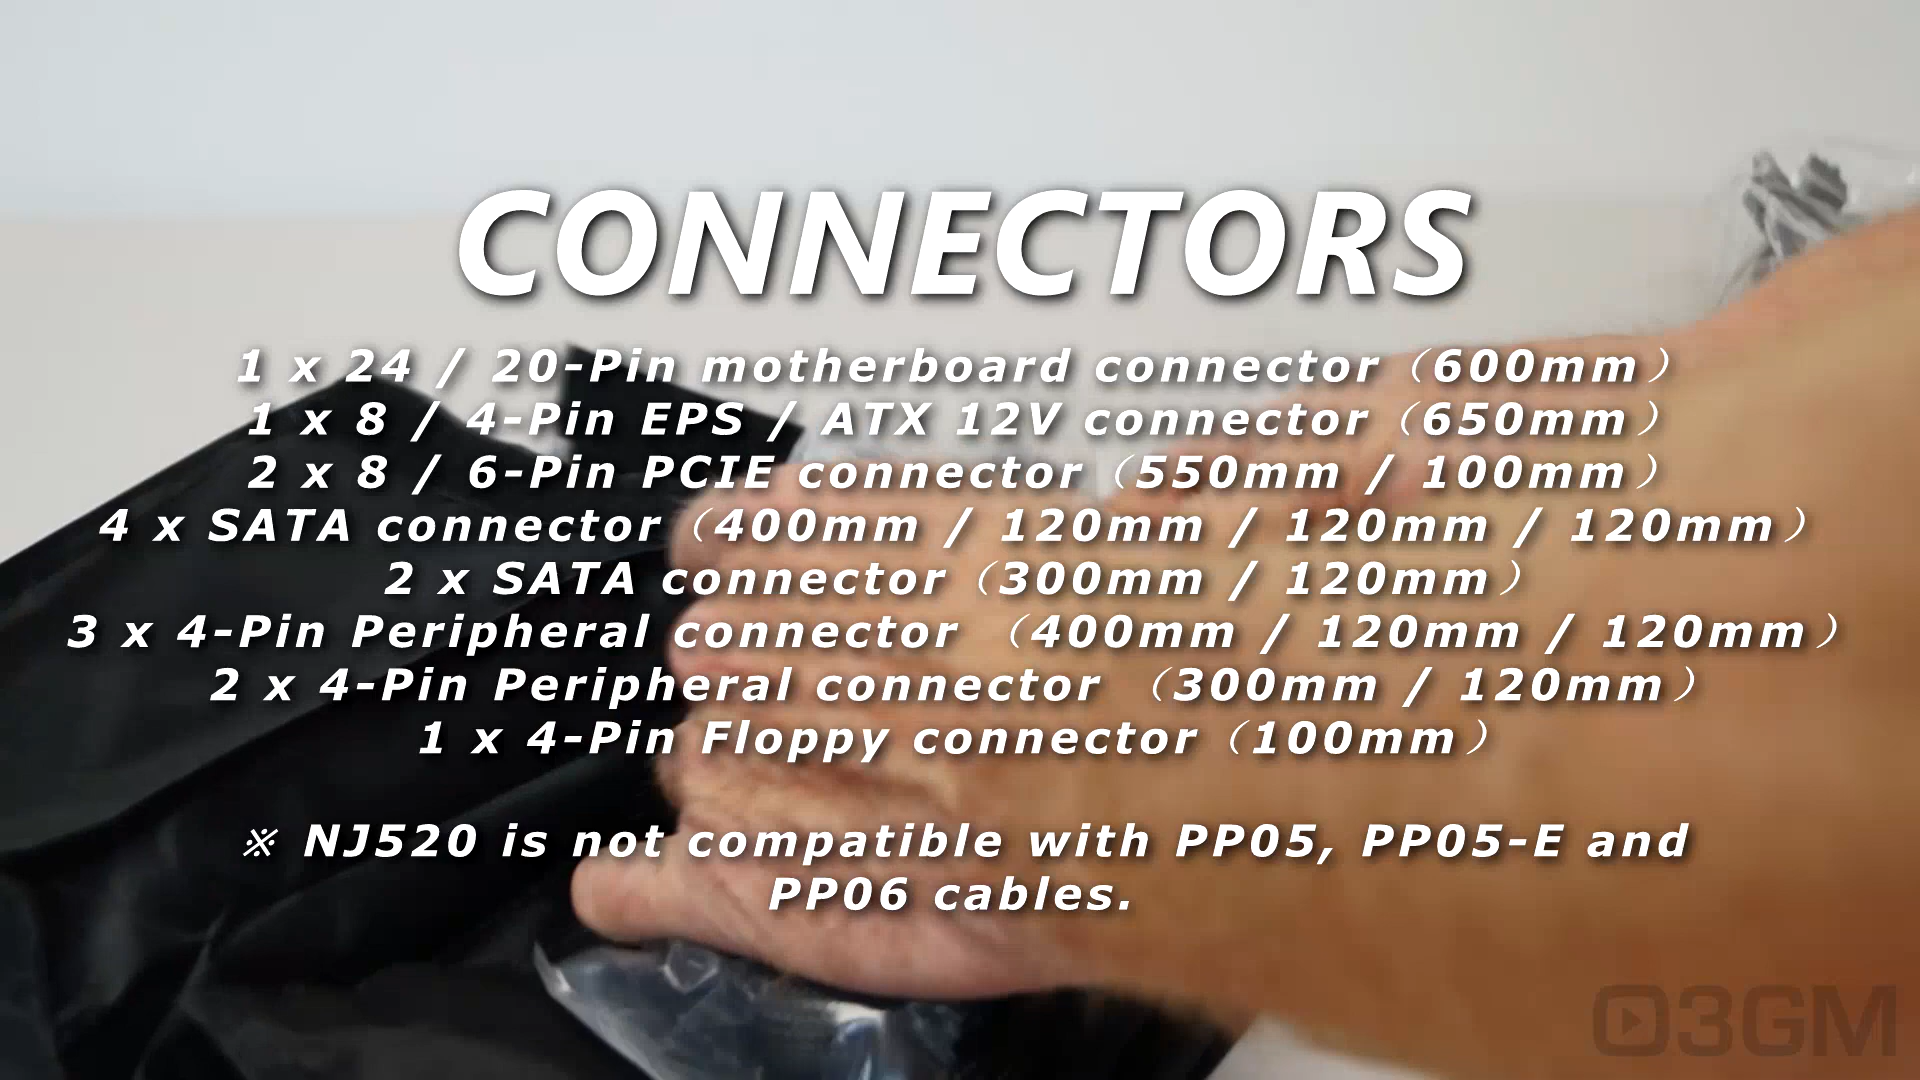 CONNECTORS
1 x 24 / 20-Pin motherboard connector（600mm）
1 x 8 / 4-Pin EPS / ATX 12V connector（650mm）
2 x 8 / 6-Pin PCIE connector（550mm / 100mm）
4 x SATA connector（400mm / 120mm / 120mm / 120mm）
2 x SATA connector（300mm / 120mm）
3 x 4-Pin Peripheral connector （400mm / 120mm / 120mm）
2 x 4-Pin Peripheral connector （300mm / 120mm）
1 x 4-Pin Floppy connector（100mm）
※ NJ520 is not compatible with PP05, PP05-E and
PP06 cables.
O3GM